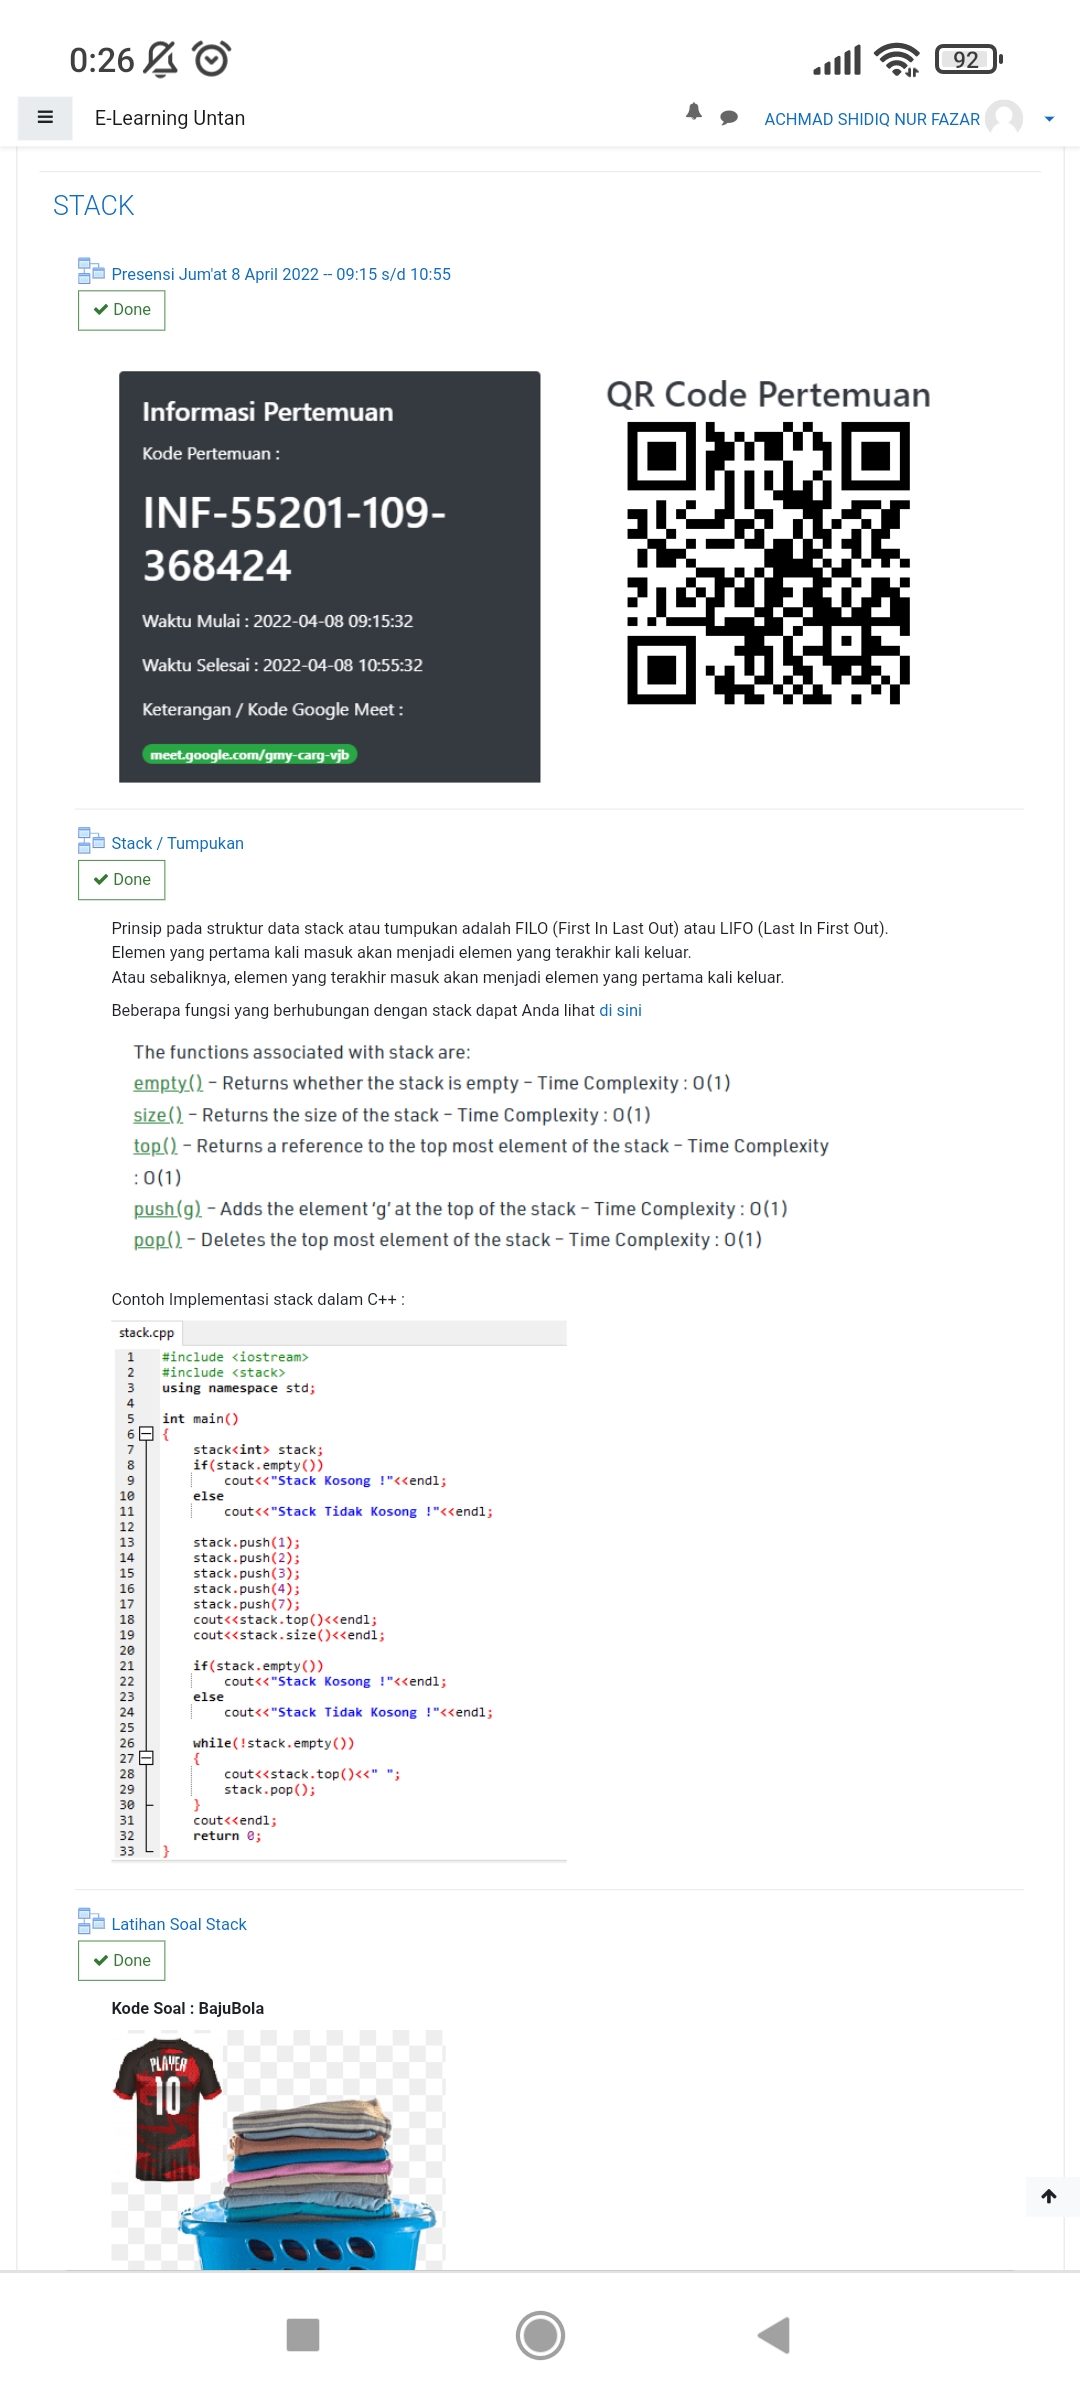 0:26
92
E-Learning Untan
ACHMAD SHIDIQ NUR FAZAR
STACK
Presensi Jum'at 8 April 2022 -- 09:15 s/d 10:55
Done
Informasi Pertemuan
Kode Pertemuan :
INF-55201-109-
368424
Waktu Mulai : 2022-04-08 09:15:32
Waktu Selesai : 2022-04-08 10:55:32
Keterangan / Kode Google Meet :
meet.google.com/gmy-carg-vjb
QR Code Pertemuan
Stack / Tumpukan
Done
Prinsip pada struktur data stack atau tumpukan adalah FILO (First In Last Out) atau LIFO (Last In First Out).
Elemen yang pertama kali masuk akan menjadi elemen yang terakhir kali keluar.
Atau sebaliknya, elemen yang terakhir masuk akan menjadi elemen yang pertama kali keluar.
Beberapa fungsi yang berhubungan dengan stack dapat Anda lihat di sini
The functions associated with stack are:
empty() – Returns whether the stack is empty – Time Complexity : O(1)
size() – Returns the size of the stack – Time Complexity : O(1)
top() – Returns a reference to the top most element of the stack – Time Complexity
: O(1)
push(g) – Adds the element ‘g’ at the top of the stack – Time Complexity : O(1)
pop() – Deletes the top most element of the stack – Time Complexity : O(1)
Contoh Implementasi stack dalam C++ :
stack.cpp
1 #include <iostream>
2 #include <stack>
3 using namespace std;
4
5 int main()
6 {
7 stack<int> stack;
8 if(stack.empty())
9 cout<<"Stack Kosong !"<<endl;
10 else
11 cout<<"Stack Tidak Kosong !"<<endl;
12
13 stack.push(1);
14 stack.push(2);
15 stack.push(3);
16 stack.push(4);
17 stack.push(7);
18 cout<<stack.top()<<endl;
19 cout<<stack.size()<<endl;
20
21 if(stack.empty())
22 cout<<"Stack Kosong !"<<endl;
23 else
24 cout<<"Stack Tidak Kosong !"<<endl;
25
26 while(!stack.empty())
27 {
28 cout<<stack.top()<<" ";
29 stack.pop();
30 }
31 cout<<endl;
32 return 0;
33 }
Latihan Soal Stack
Done
Kode Soal : BajuBola
PLAYER
10